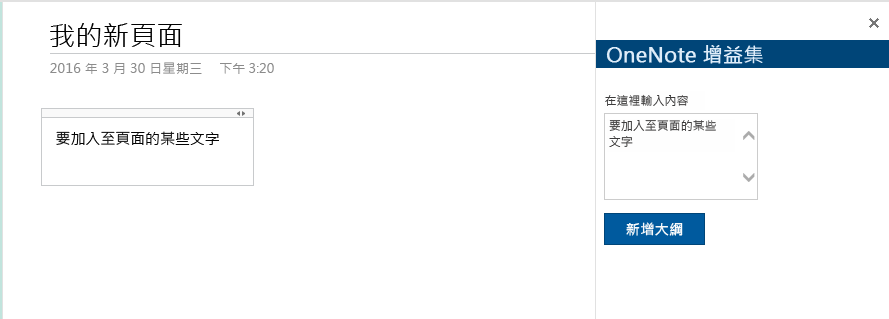 我的新頁面
2016 年 3 月 30 日星期三 下午 3:20
要加入至頁面的某些文字
OneNote 增益集
在這裡輸入內容
要加入至頁面的某些
文字
新增大綱